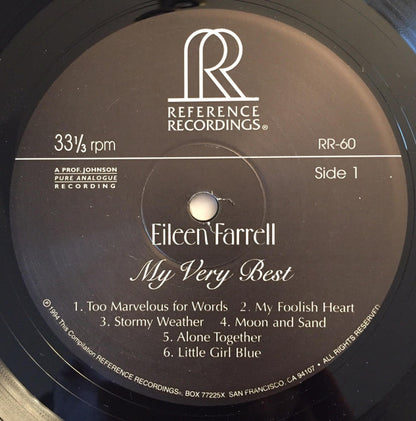 RR
REFERENCE
RECORDINGS®
33⅓ rpm
RR-60
A PROF. JOHNSON
PURE ANALOGUE
RECORDING
Side 1
Eileen Farrell
My Very Best
1. Too Marvelous for Words 2. My Foolish Heart
3. Stormy Weather 4. Moon and Sand
5. Alone Together
6. Little Girl Blue
℗1994 This Compilation REFERENCE RECORDINGS®, BOX 77225X, SAN FRANCISCO, CA 94107 • ALL RIGHTS RESERVED